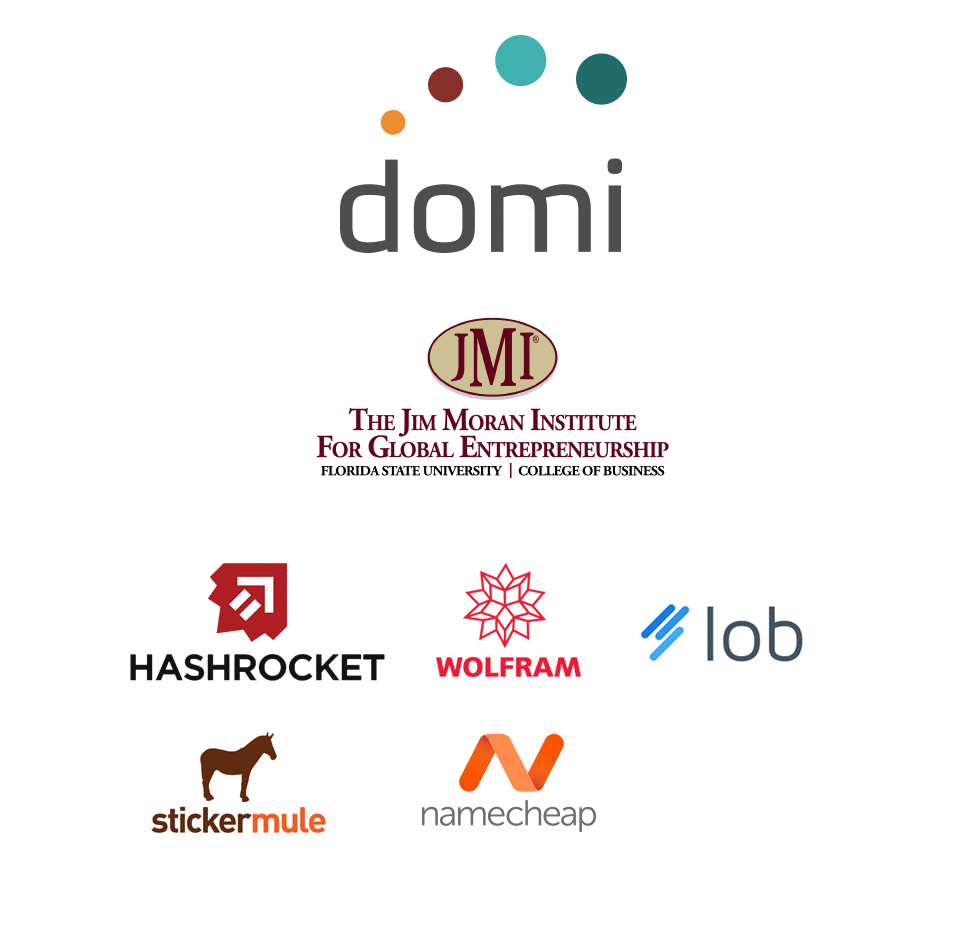 domi
JMI®
THE JIM MORAN INSTITUTE
FOR GLOBAL ENTREPRENEURSHIP
FLORIDA STATE UNIVERSITY | COLLEGE OF BUSINESS
HASHROCKET
WOLFRAM
lob
stickermule
namecheap